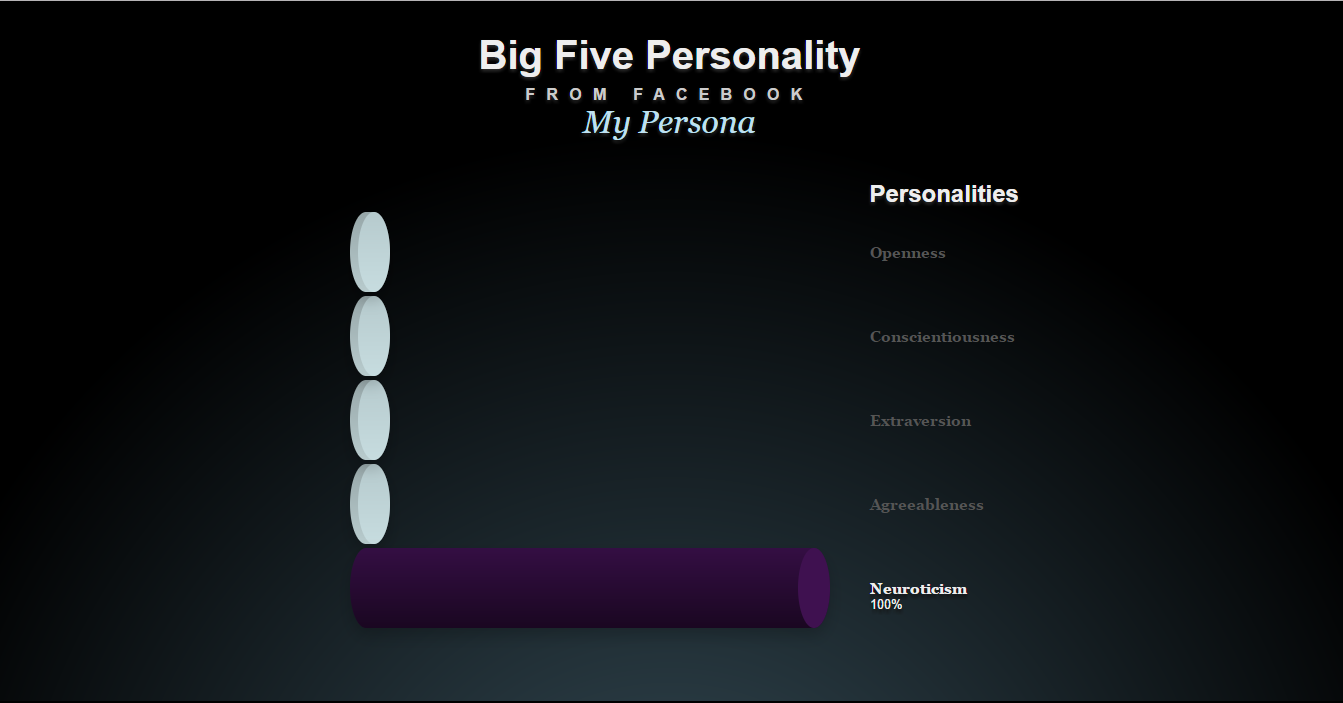 Big Five Personality
FROM FACEBOOK
My Persona
Personalities
Openness
Conscientiousness
Extraversion
Agreeableness
Neuroticism
100%